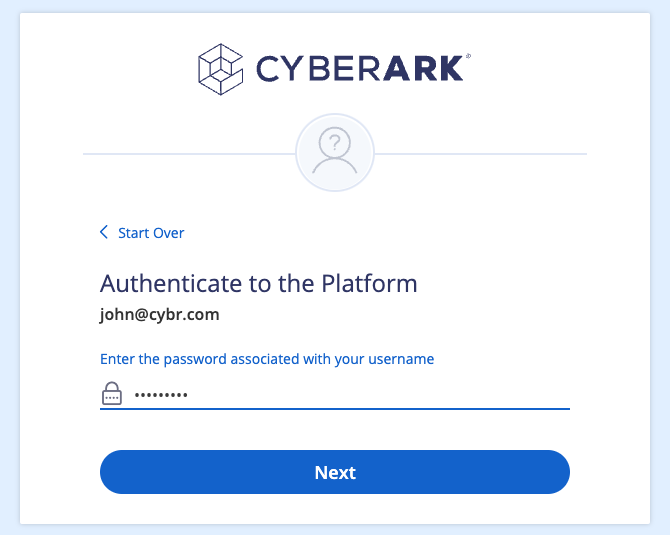 CYBERARK®
?
Start Over
Authenticate to the Platform
john@cybr.com
Enter the password associated with your username
•••••••••
Next